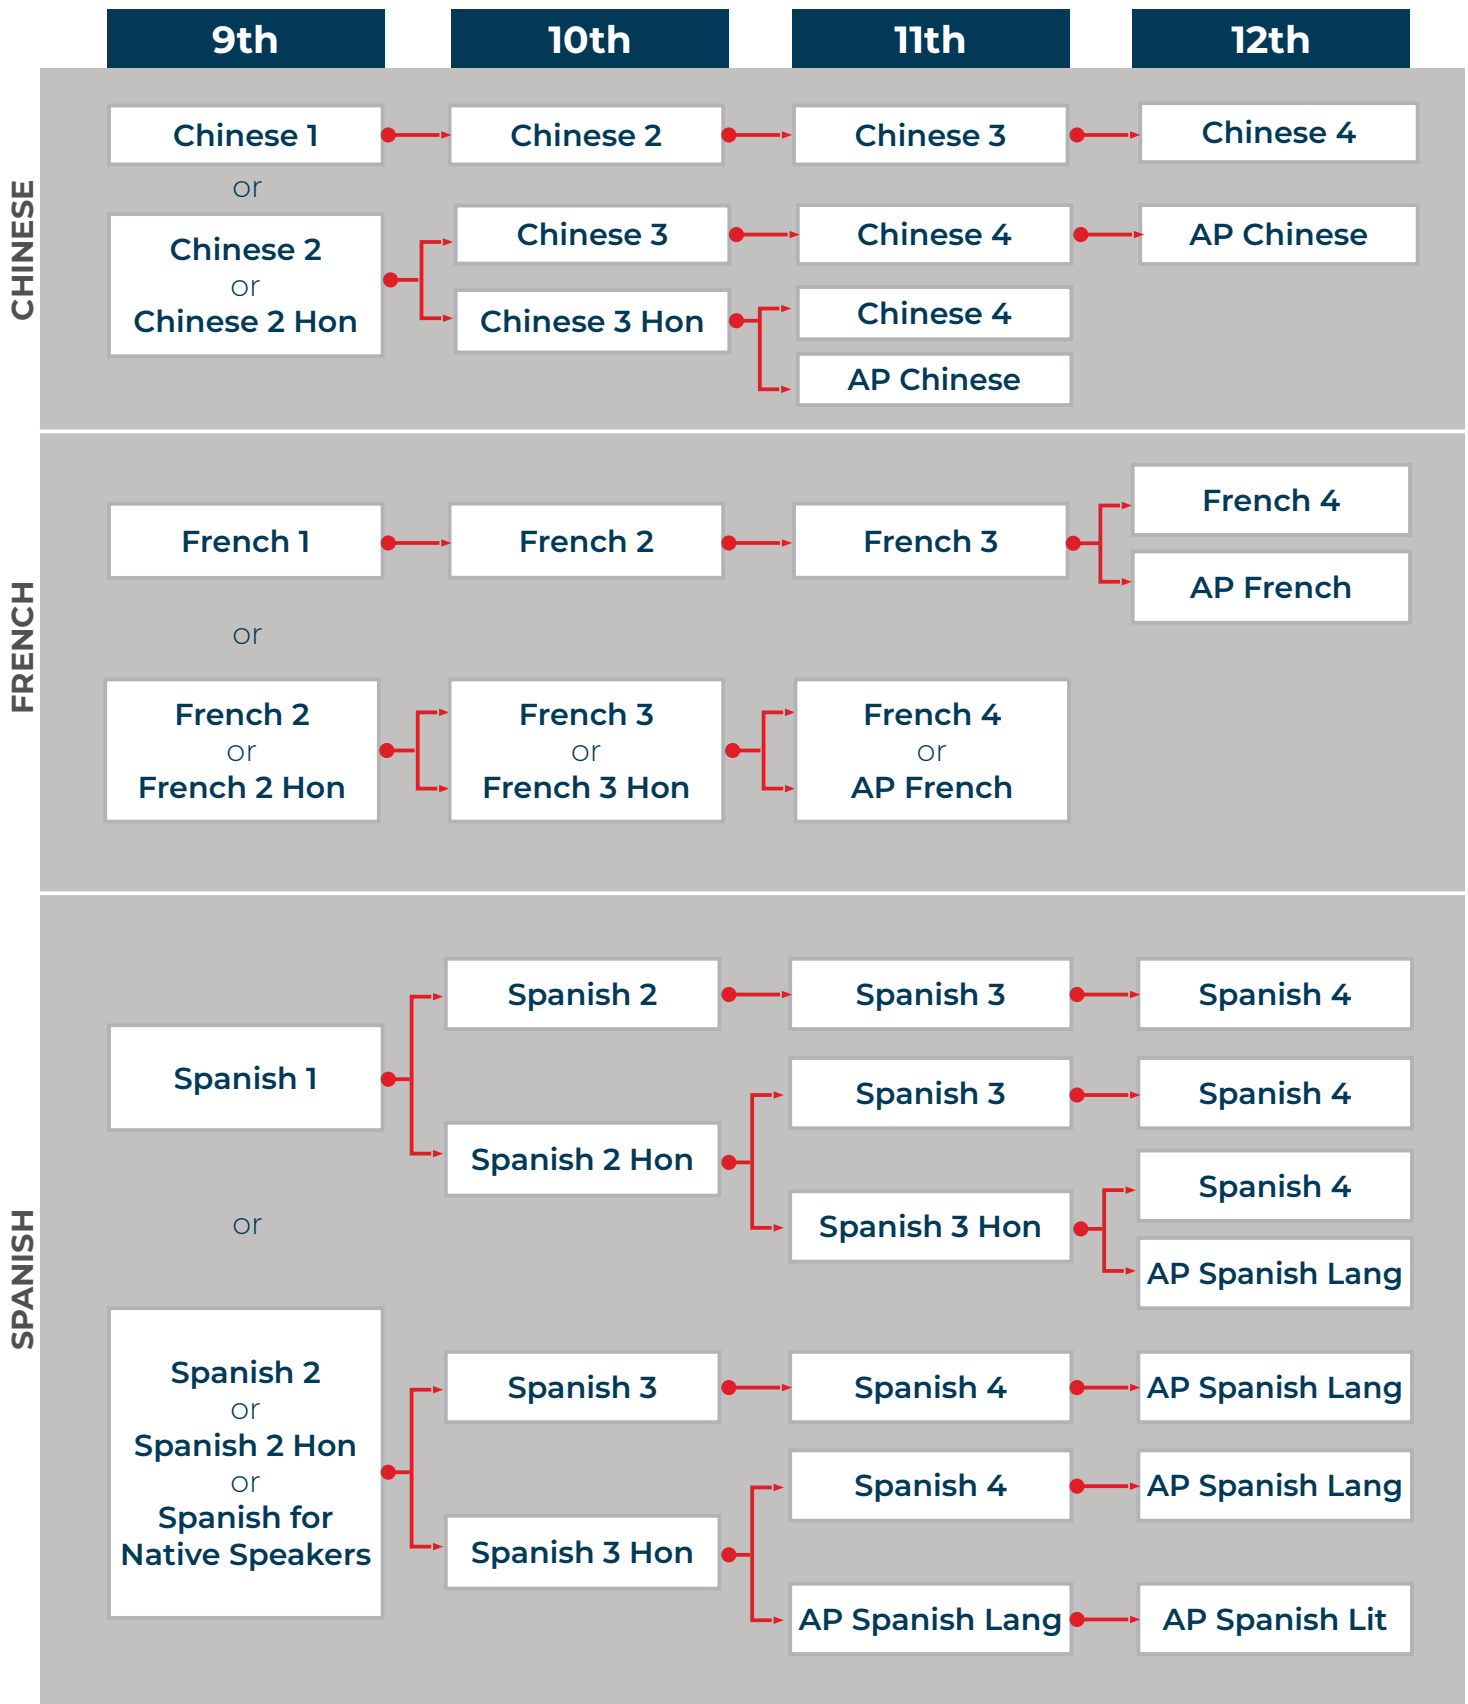 9th
10th
11th
12th
CHINESE
Chinese 1
Chinese 2
Chinese 3
Chinese 4
or
Chinese 2
or
Chinese 2 Hon
Chinese 3
Chinese 4
AP Chinese
Chinese 3 Hon
Chinese 4
AP Chinese
FRENCH
French 1
French 2
French 3
French 4
AP French
or
French 2
or
French 2 Hon
French 3
or
French 3 Hon
French 4
or
AP French
SPANISH
Spanish 1
Spanish 2
Spanish 3
Spanish 4
Spanish 2 Hon
Spanish 3
Spanish 4
Spanish 3 Hon
Spanish 4
AP Spanish Lang
or
Spanish 2
or
Spanish 2 Hon
or
Spanish for
Native Speakers
Spanish 3
Spanish 4
AP Spanish Lang
Spanish 3 Hon
Spanish 4
AP Spanish Lang
AP Spanish Lang
AP Spanish Lit